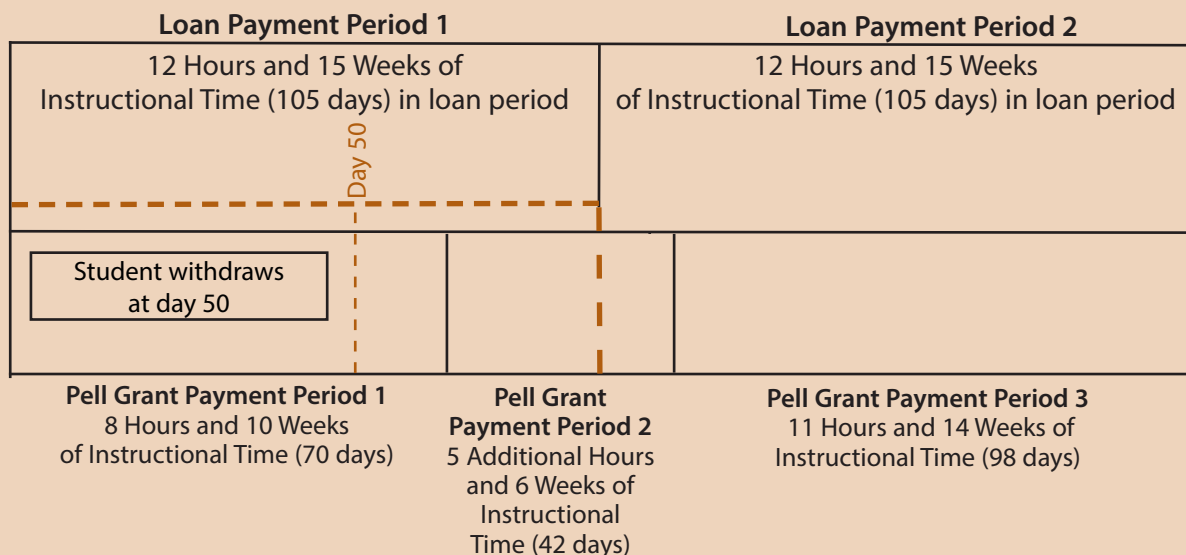 Loan Payment Period 1
Loan Payment Period 2
12 Hours and 15 Weeks of
Instructional Time (105 days) in loan period
12 Hours and 15 Weeks
of Instructional Time (105 days) in loan period
Day 50
Student withdraws
at day 50
Pell Grant Payment Period 1
8 Hours and 10 Weeks
of Instructional Time (70 days)
Pell Grant
Payment Period 2
5 Additional Hours
and 6 Weeks of
Instructional
Time (42 days)
Pell Grant Payment Period 3
11 Hours and 14 Weeks of
Instructional Time (98 days)